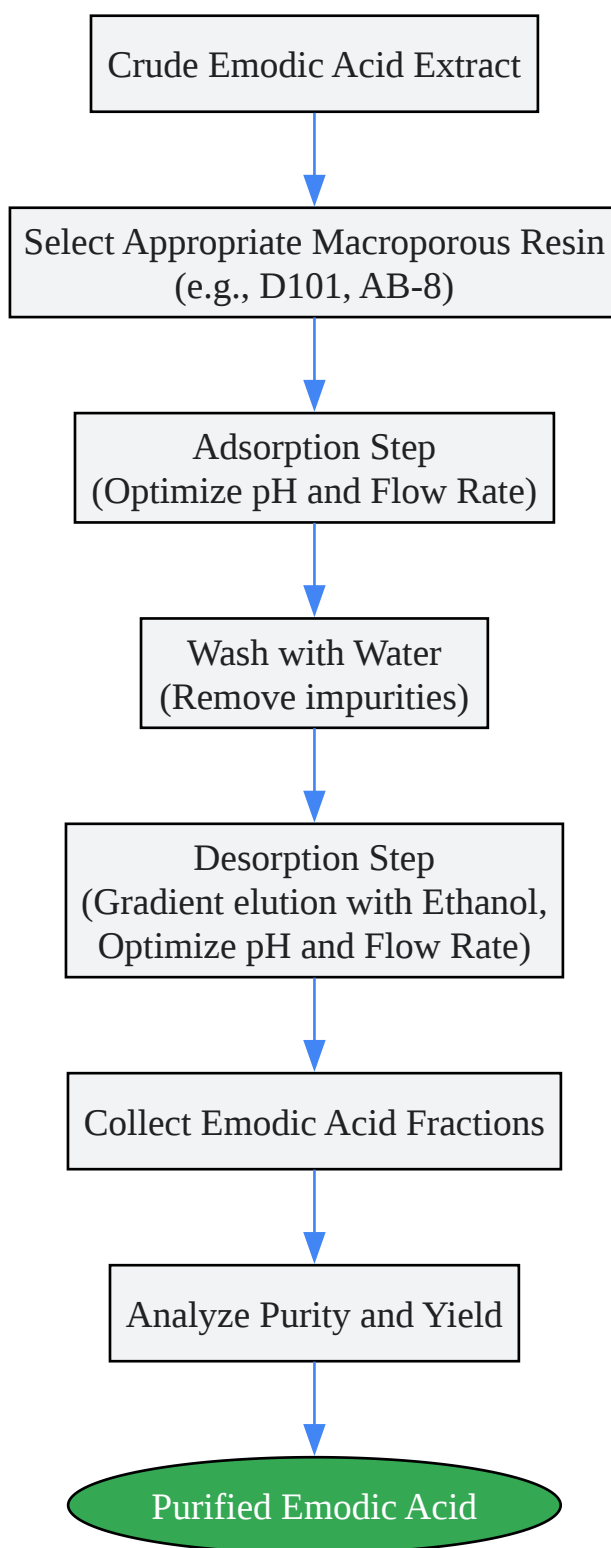 Crude Emodic Acid Extract
Select Appropriate Macroporous Resin
(e.g., D101, AB-8)
Adsorption Step
(Optimize pH and Flow Rate)
Wash with Water
(Remove impurities)
Desorption Step
(Gradient elution with Ethanol,
Optimize pH and Flow Rate)
Collect Emodic Acid Fractions
Analyze Purity and Yield
Purified Emodic Acid